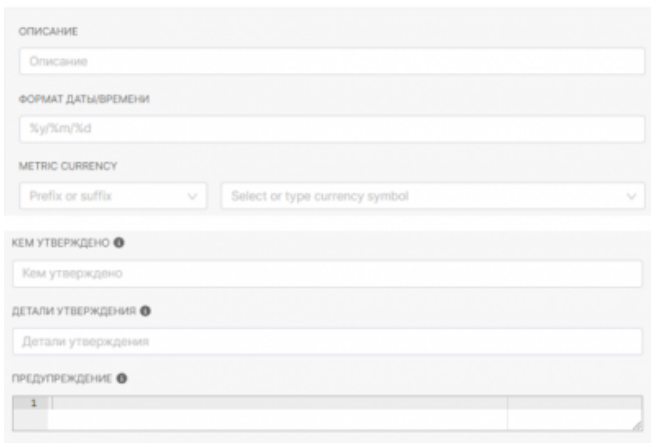 ОПИСАНИЕ
Описание
ФОРМАТ ДАТЫ/ВРЕМЕНИ
%y/%m/%d
METRIC CURRENCY
Prefix or suffix Select or type currency symbol
КЕМ УТВЕРЖДЕНО
Кем утверждено
ДЕТАЛИ УТВЕРЖДЕНИЯ
Детали утверждения
ПРЕДУПРЕЖДЕНИЕ
1